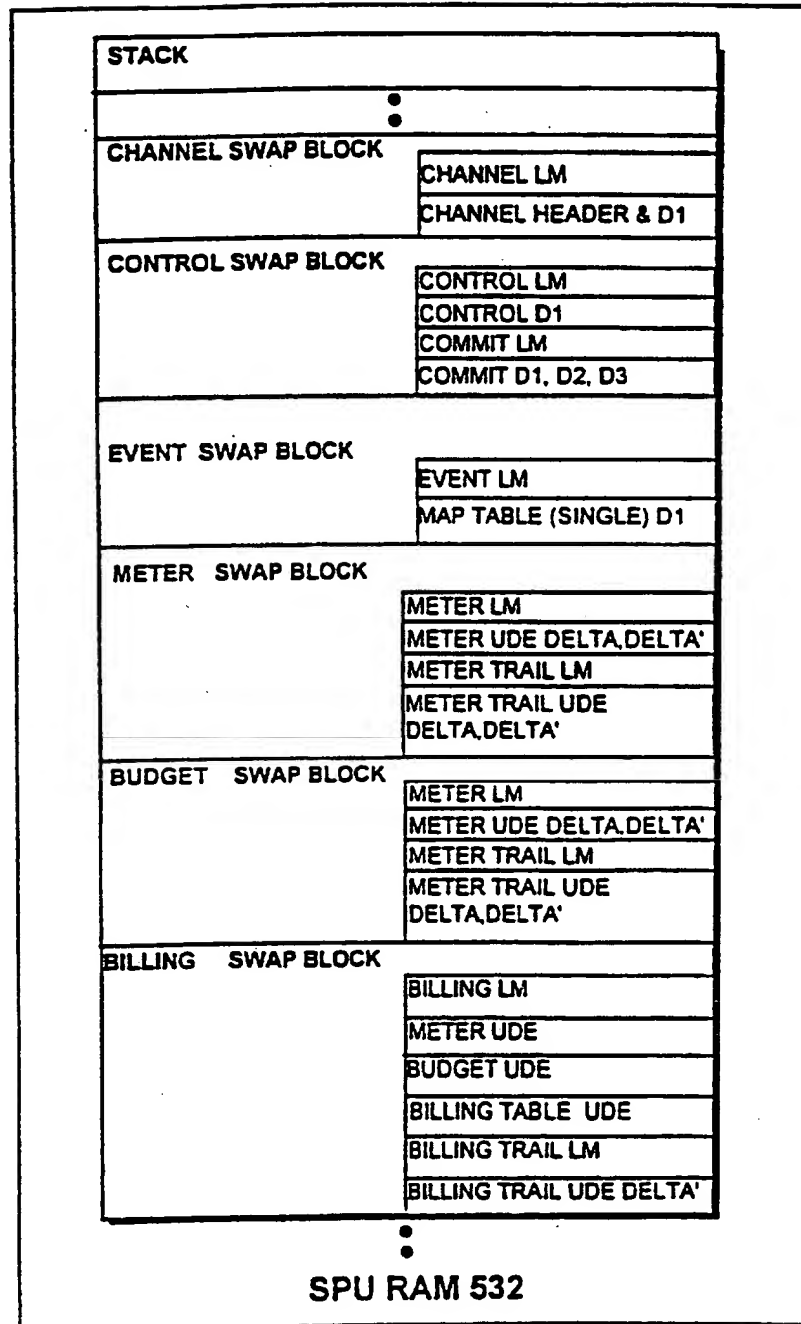 STACK
CHANNEL SWAP BLOCK
CHANNEL LM
CHANNEL HEADER & D1
CONTROL SWAP BLOCK
CONTROL LM
CONTROL D1
COMMIT LM
COMMIT D1, D2, D3
EVENT SWAP BLOCK
EVENT LM
MAP TABLE (SINGLE) D1
METER SWAP BLOCK
METER LM
METER UDE DELTA,DELTA'
METER TRAIL LM
METER TRAIL UDE
DELTA,DELTA'
BUDGET SWAP BLOCK
METER LM
METER UDE DELTA,DELTA'
METER TRAIL LM
METER TRAIL UDE
DELTA,DELTA'
BILLING SWAP BLOCK
BILLING LM
METER UDE
BUDGET UDE
BILLING TABLE UDE
BILLING TRAIL LM
BILLING TRAIL UDE DELTA'
SPU RAM 532